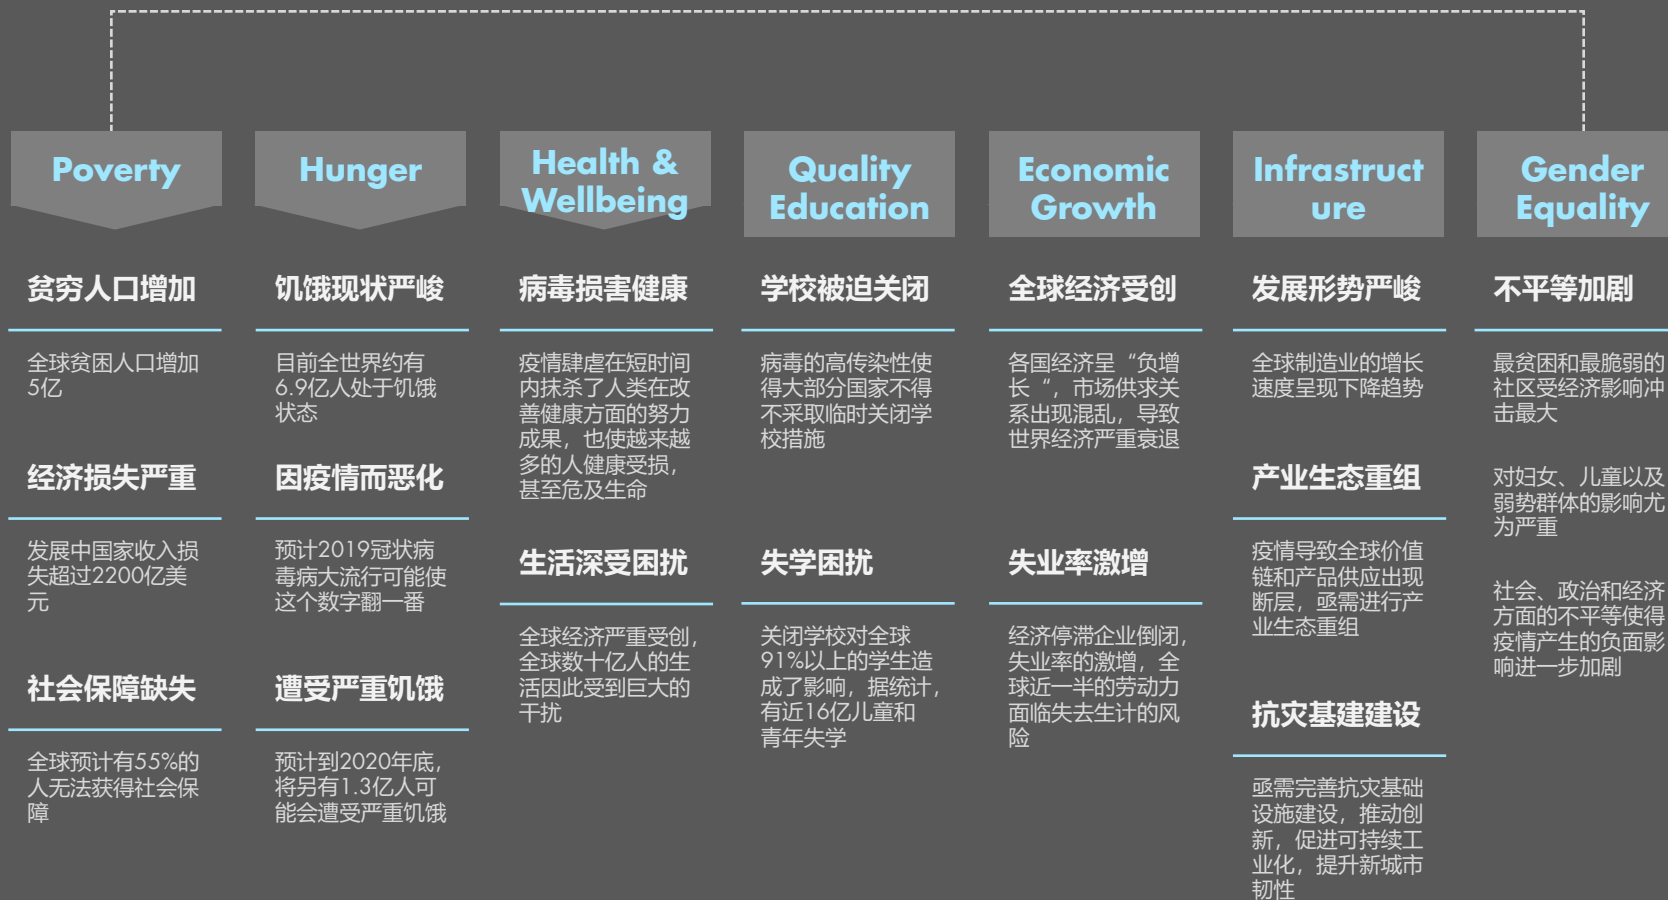 Poverty
贫穷人口增加
全球贫困人口增加
5亿
经济损失严重
发展中国家收入损
失超过2200亿美
元
社会保障缺失
全球预计有55%的
人无法获得社会保
障
Hunger
饥饿现状严峻
目前全世界约有
6.9亿人处于饥饿
状态
因疫情而恶化
预计2019冠状病
毒病大流行可能使
这个数字翻一番
遭受严重饥饿
预计到2020年底，
将另有1.3亿人可
能会遭受严重饥饿
Health &
Wellbeing
病毒损害健康
疫情肆虐在短时间
内抹杀了人类在改
善健康方面的努力
成果，也使越来越
多的人健康受损，
甚至危及生命
生活深受困扰
全球经济严重受创，
全球数十亿人的生
活因此受到巨大的
干扰
Quality
Education
学校被迫关闭
病毒的高传染性使
得大部分国家不得
不采取临时关闭学
校措施
失学困扰
关闭学校对全球
91%以上的学生造
成了影响，据统计，
有近16亿儿童和
青年失学
Economic
Growth
全球经济受创
各国经济呈“负增
长“，市场供求关
系出现混乱，导致
世界经济严重衰退
失业率激增
经济停滞企业倒闭，
失业率的激增，全
球近一半的劳动力
面临失去生计的风
险
Infrastruct
ure
发展形势严峻
全球制造业的增长
速度呈现下降趋势
产业生态重组
疫情导致全球价值
链和产品供应出现
断层，亟需进行产
业生态重组
抗灾基建建设
亟需完善抗灾基础
设施建设，推动创
新，促进可持续工
业化，提升新城市
韧性
Gender
Equality
不平等加剧
最贫困和最脆弱的
社区受经济影响冲
击最大
对妇女、儿童以及
弱势群体的影响尤
为严重
社会、政治和经济
方面的不平等使得
疫情产生的负面影
响进一步加剧